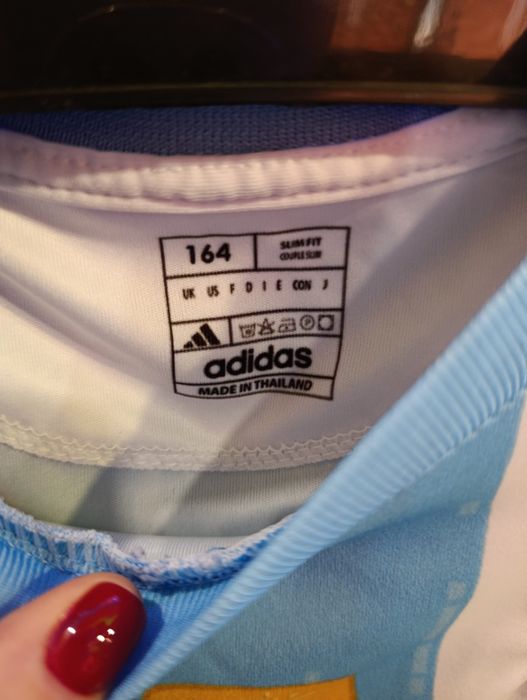 164
SLIM FIT
COUPE SLIM
UK US F D I E CON J
adidas
MADE IN THAILAND